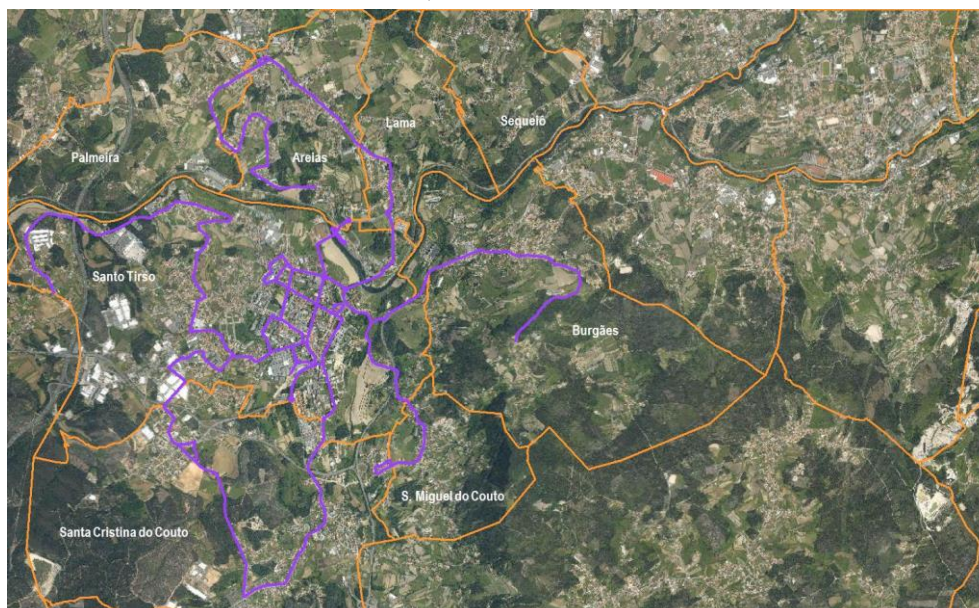 Lama
Sequeiô
Palmeira
Areias
Santo Tirso
Burgães
S. Miguel do Couto
Santa Cristina do Couto